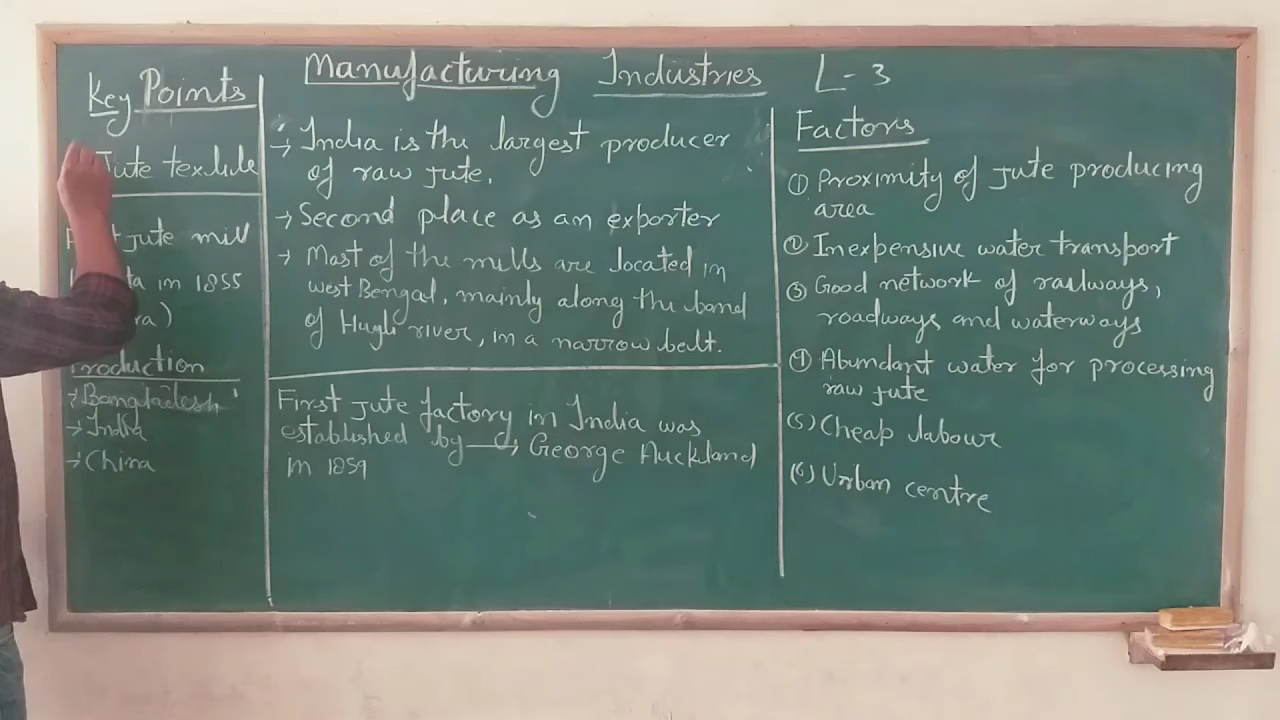 Manufacturing Industries L-3
Key Points
Jute textile
jute mill
in 1855
Production
→ Bangladesh
→ India
→ China
→ India is the largest producer
of raw jute.
→ Second place as an exporter
→ Most of the mills are located in
west Bengal, mainly along the band
of Hugli river, in a narrow belt.
First jute factory in India was
established by → George Auckland
in 1859
Factors
① Proximity of jute producing
area
② Inexpensive water transport
③ Good network of railways,
roadways and waterways
④ Abundant water for processing
raw jute
(5) Cheap labour
(6) Urban centre